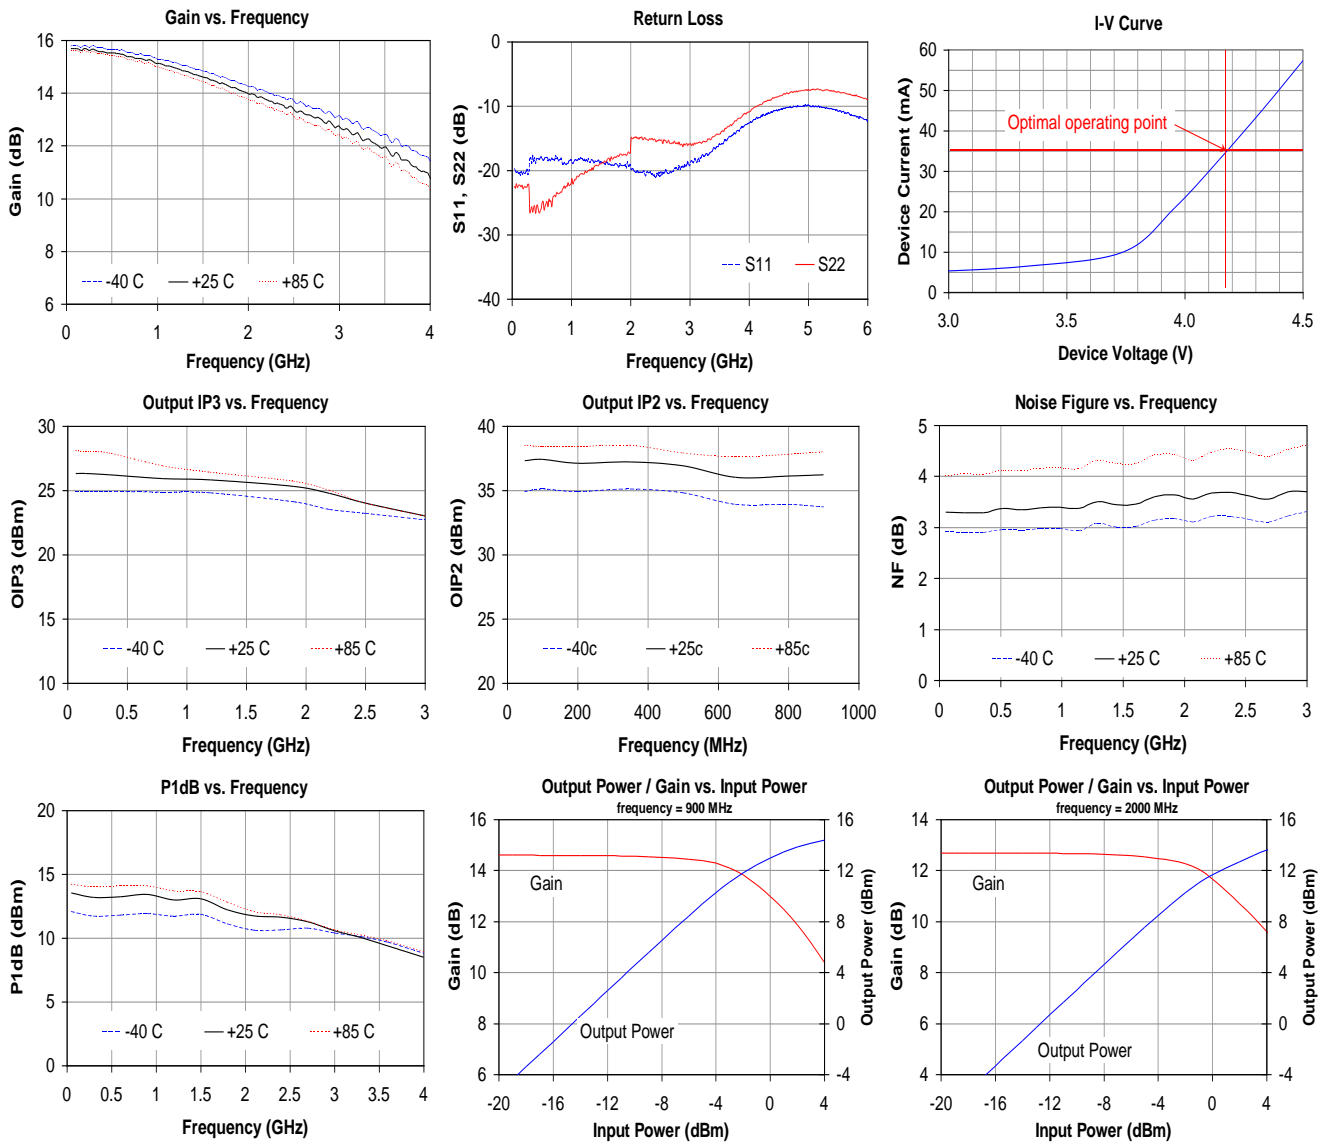 Gain vs. Frequency
16
14
12
10
8
6
Gain (dB)
-40 C
+25 C
+85 C
0 1 2 3 4
Frequency (GHz)
Return Loss
0
-10
-20
-30
-40
S11, S22 (dB)
S11
S22
0 1 2 3 4 5 6
Frequency (GHz)
I-V Curve
60
50
40
30
20
10
0
Device Current (mA)
Optimal operating point
3.0 3.5 4.0 4.5
Device Voltage (V)
Output IP3 vs. Frequency
30
25
20
15
10
OIP3 (dBm)
-40 C
+25 C
+85 C
0 0.5 1 1.5 2 2.5 3
Frequency (GHz)
Output IP2 vs. Frequency
40
35
30
25
20
OIP2 (dBm)
-40c
+25c
+85c
0 200 400 600 800 1000
Frequency (MHz)
Noise Figure vs. Frequency
5
4
3
2
1
0
NF (dB)
-40 C
+25 C
+85 C
0 0.5 1 1.5 2 2.5 3
Frequency (GHz)
P1dB vs. Frequency
20
15
10
5
0
P1dB (dBm)
-40 C
+25 C
+85 C
0 0.5 1 1.5 2 2.5 3 3.5 4
Frequency (GHz)
Output Power / Gain vs. Input Power
frequency = 900 MHz
16
14
12
10
8
6
Gain (dB)
Gain
Output Power
16
12
8
4
0
-4
Output Power (dBm)
-20 -16 -12 -8 -4 0 4
Input Power (dBm)
Output Power / Gain vs. Input Power
frequency = 2000 MHz
14
12
10
8
6
4
Gain (dB)
Gain
Output Power
16
12
8
4
0
-4
Output Power (dBm)
-20 -16 -12 -8 -4 0 4
Input Power (dBm)